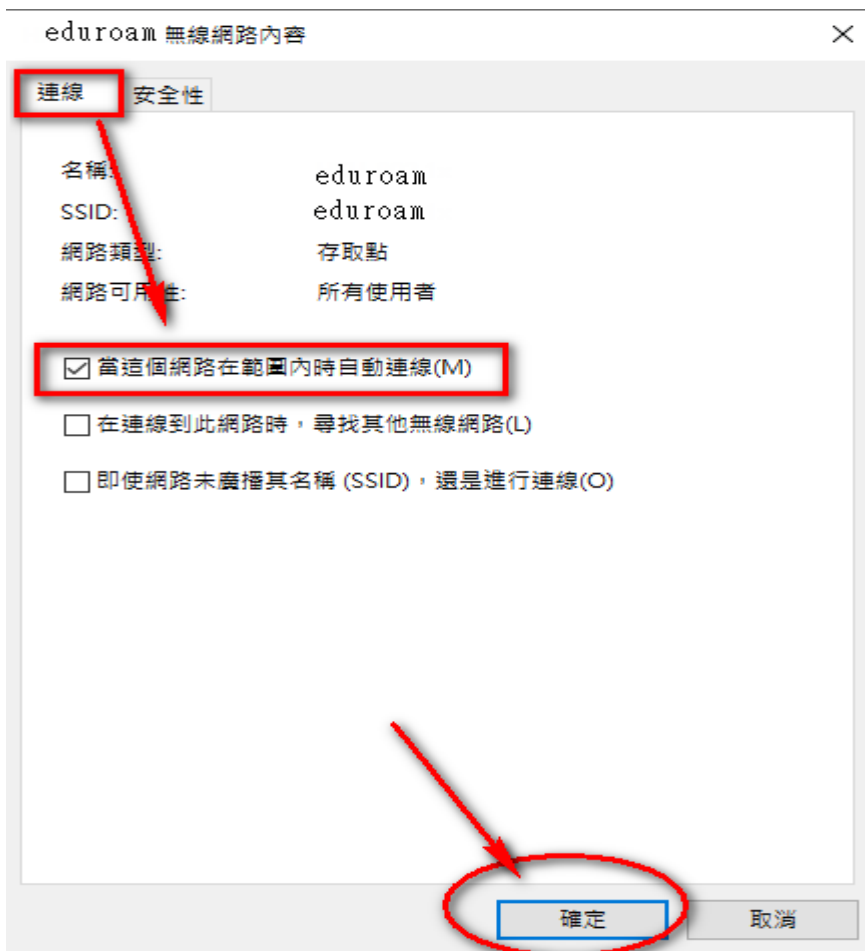 eduroam 無線網路內容
連線 安全性
名稱: eduroam
SSID: eduroam
網路類型: 存取點
網路可用性: 所有使用者
當這個網路在範圍內時自動連線(M)
在連線到此網路時，尋找其他無線網路(L)
即使網路未廣播其名稱 (SSID)，還是進行連線(O)
確定 取消